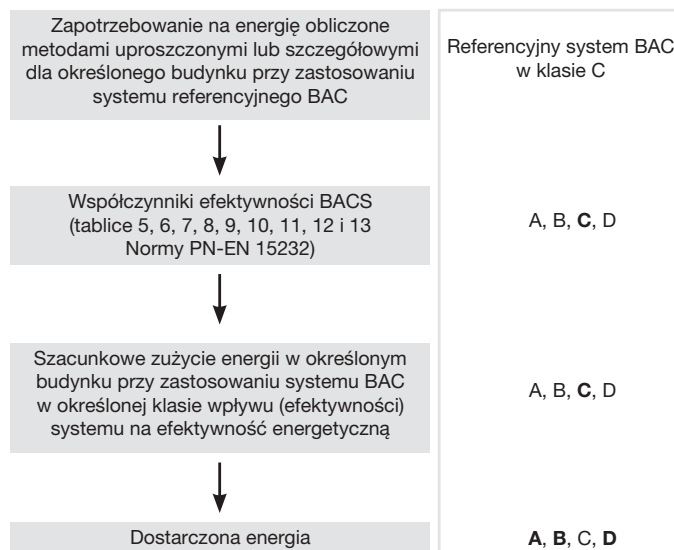 Zapotrzebowanie na energię obliczone
metodami uproszczonymi lub szczegółowymi
dla określonego budynku przy zastosowaniu
systemu referencyjnego BAC
Referencyjny system BAC
w klasie C
Współczynniki efektywności BACS
(tablice 5, 6, 7, 8, 9, 10, 11, 12 i 13
Normy PN-EN 15232)
A, B, C, D
Szacunkowe zużycie energii w określonym
budynku przy zastosowaniu systemu BAC
w określonej klasie wpływu (efektywności)
systemu na efektywność energetyczną
A, B, C, D
Dostarczona energia
A, B, C, D